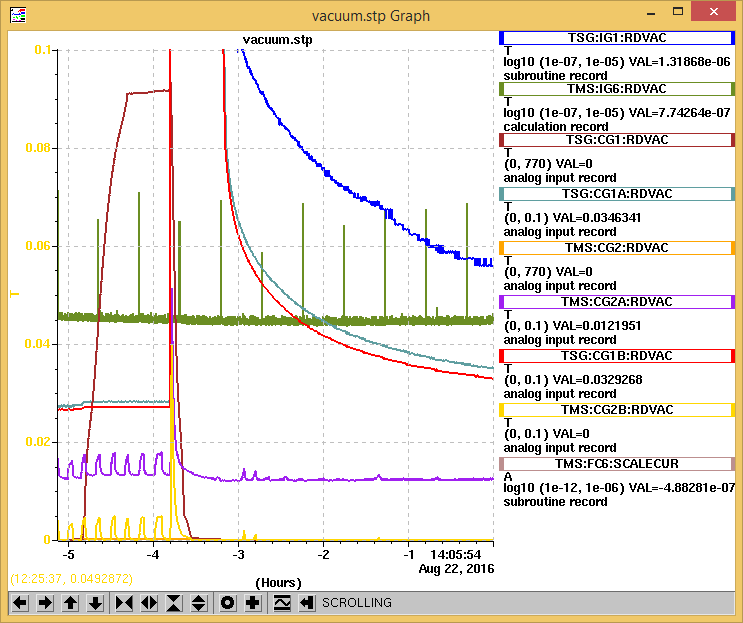 vacuum.stp Graph
vacuum.stp
0.1
0.08
0.06
T
0.04
0.02
0
-5
-4
-3
-2
-1
14:05:54
Aug 22, 2016
(Hours)
(12:25:37, 0.0492872)
TSG:IG1:RDVAC
T
log10 (1e-07, 1e-05) VAL=1.31868e-06
subroutine record
TMS:IG6:RDVAC
T
log10 (1e-07, 1e-05) VAL=7.74264e-07
calculation record
TSG:CG1:RDVAC
T
(0, 770) VAL=0
analog input record
TSG:CG1A:RDVAC
T
(0, 0.1) VAL=0.0346341
analog input record
TMS:CG2:RDVAC
T
(0, 770) VAL=0
analog input record
TMS:CG2A:RDVAC
T
(0, 0.1) VAL=0.0121951
analog input record
TSG:CG1B:RDVAC
T
(0, 0.1) VAL=0.0329268
analog input record
TMS:CG2B:RDVAC
T
(0, 0.1) VAL=0
analog input record
TMS:FC6:SCALECUR
A
log10 (1e-12, 1e-06) VAL=-4.88281e-07
subroutine record
SCROLLING